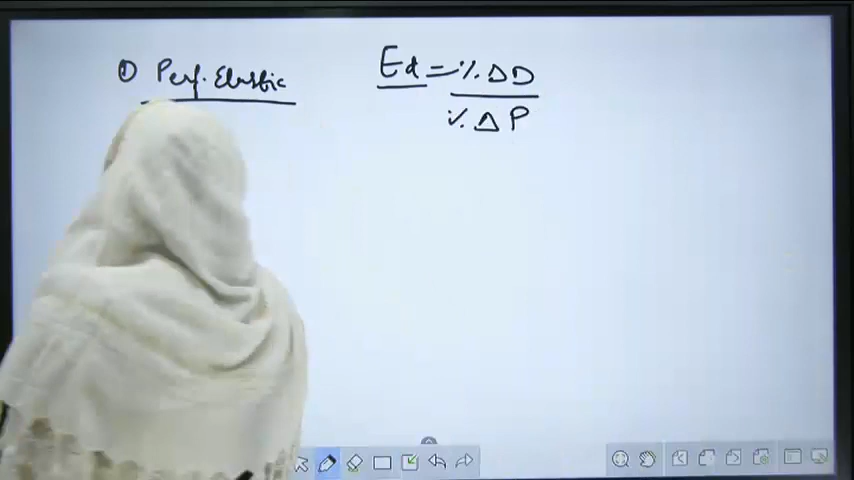 ① Perf. Elastic
Ed = % ΔD
% ΔP